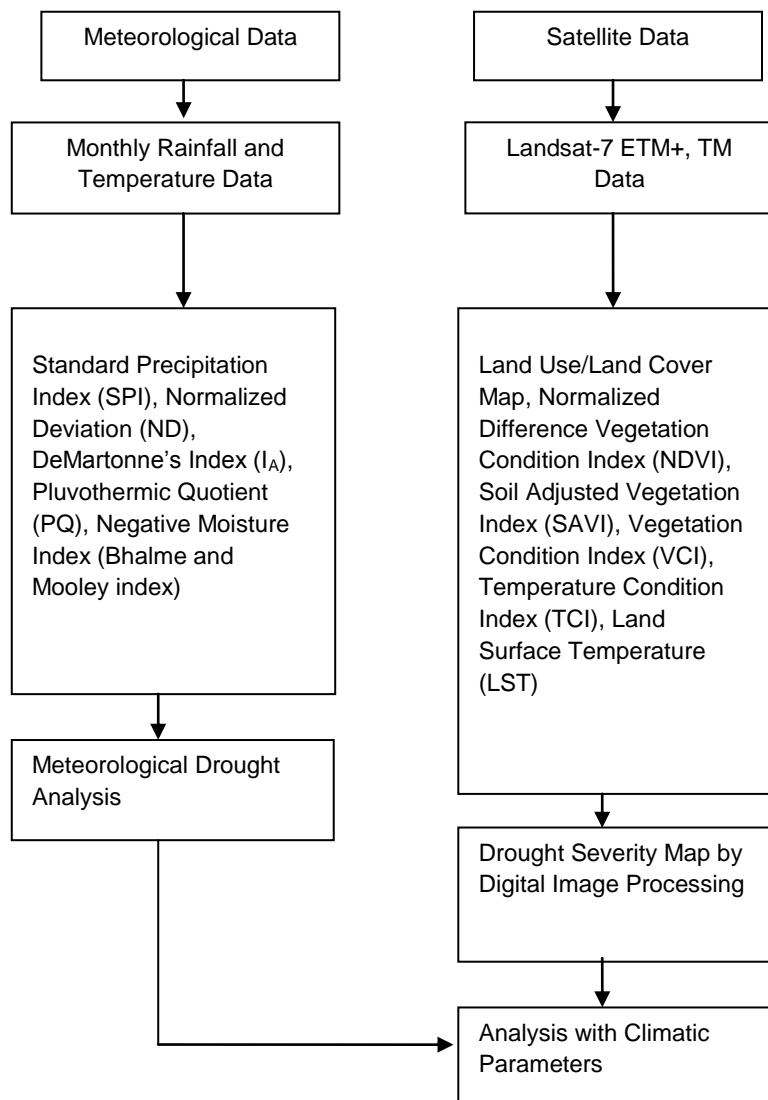 Meteorological Data
Satellite Data
Monthly Rainfall and
Temperature Data
Landsat-7 ETM+, TM
Data
Standard Precipitation
Index (SPI), Normalized
Deviation (ND),
DeMartonne's Index (IA),
Pluvothermic Quotient
(PQ), Negative Moisture
Index (Bhalme and
Mooley index)
Land Use/Land Cover
Map, Normalized
Difference Vegetation
Condition Index (NDVI),
Soil Adjusted Vegetation
Index (SAVI), Vegetation
Condition Index (VCI),
Temperature Condition
Index (TCI), Land
Surface Temperature
(LST)
Meteorological Drought
Analysis
Drought Severity Map by
Digital Image Processing
Analysis with Climatic
Parameters